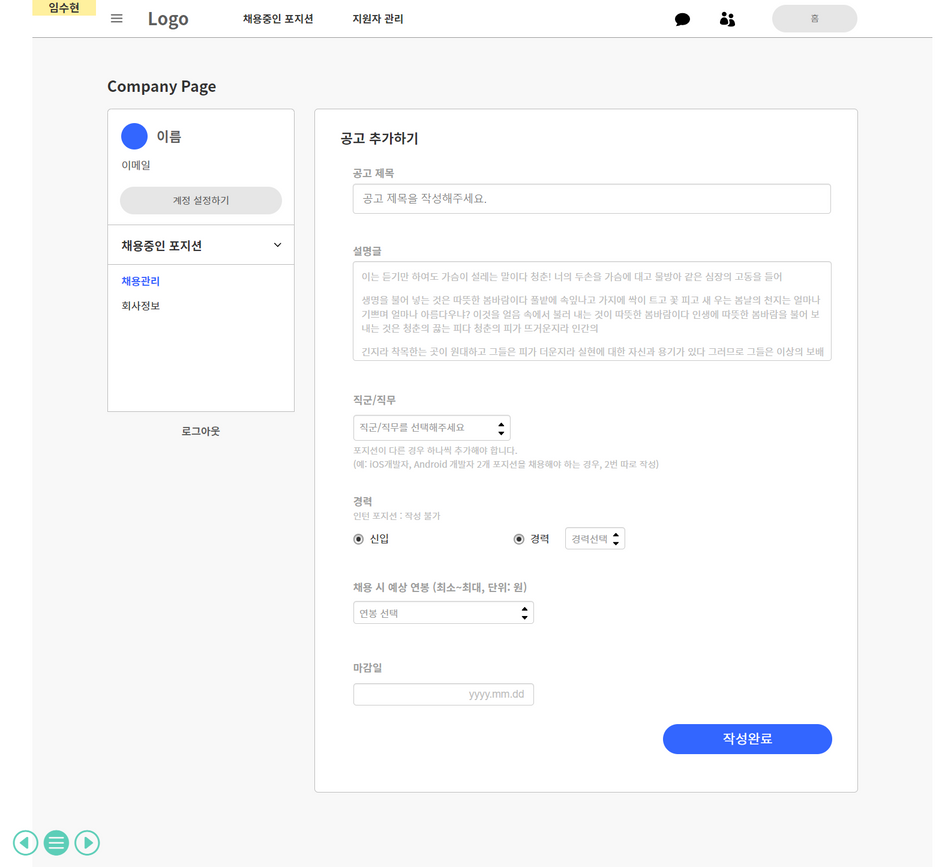 임수현
Logo
채용중인 포지션
지원자 관리
홈
Company Page
이름
이메일
계정 설정하기
채용중인 포지션
채용관리
회사정보
로그아웃
공고 추가하기
공고 제목
공고 제목을 작성해주세요.
설명글
이는 듣기만 하여도 가슴이 설레는 말이다 청춘! 너의 두손을 가슴에 대고 물방아 같은 심장의 고동을 들어
생명을 불어 넣는 것은 따뜻한 봄바람이다 풀밭에 속잎나고 가지에 싹이 트고 꽃 피고 새 우는 봄날의 천지는 얼마나
기쁘며 얼마나 아름다우냐? 이것을 얼음 속에서 불러 내는 것이 따뜻한 봄바람이다 인생에 따뜻한 봄바람을 불어 보
내는 것은 청춘의 끓는 피다 청춘의 피가 뜨거운지라 인간의
긴지라 착목한는 곳이 원대하고 그들은 피가 더운지라 실현에 대한 자신과 용기가 있다 그러므로 그들은 이상의 보배
직군/직무
직군/직무를 선택해주세요
포지션이 다른 경우 하나씩 추가해야 합니다.
(예: iOS개발자, Android 개발자 2개 포지션을 채용해야 하는 경우, 2번 따로 작성)
경력
인턴 포지션 : 작성 불가
신입
경력
경력선택
채용 시 예상 연봉 (최소~최대, 단위: 원)
연봉 선택
마감일
yyyy.mm.dd
작성완료